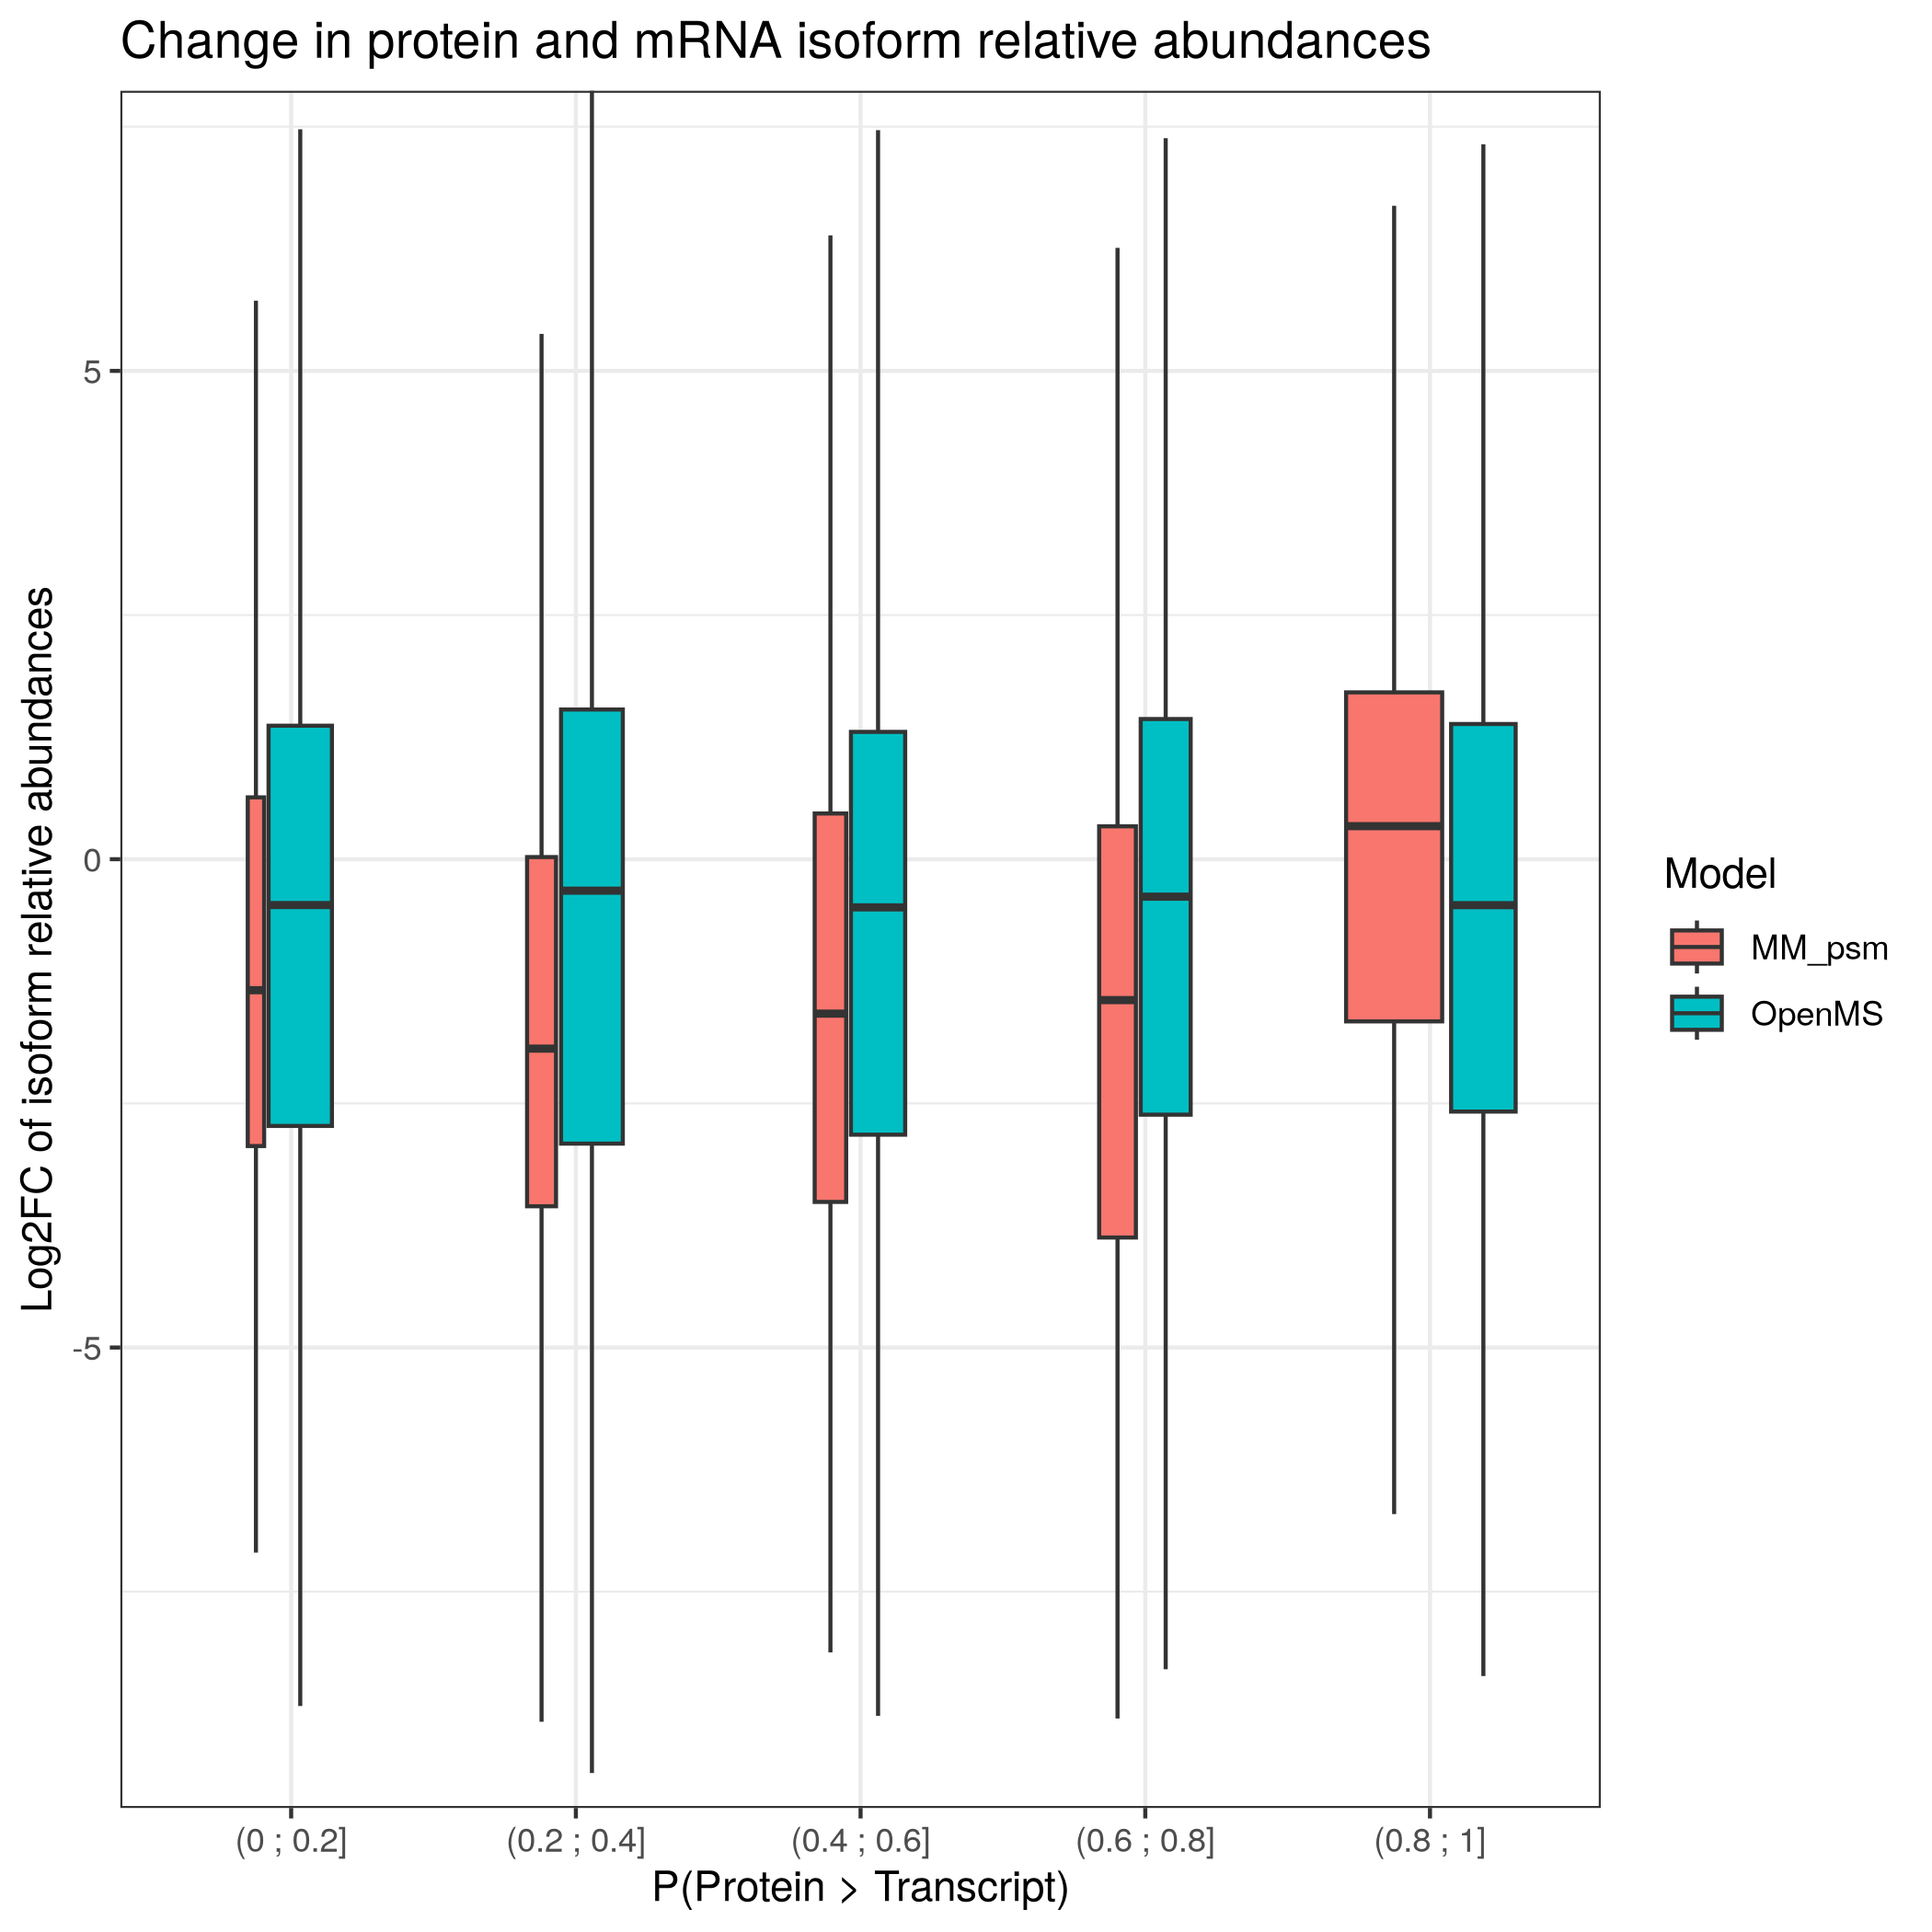 Change in protein and mRNA isoform relative abundances
Log2FC of isoform relative abundances
5
0
-5
(0 ; 0.2]
(0.2 ; 0.4]
(0.4 ; 0.6]
(0.6 ; 0.8]
(0.8 ; 1]
P(Protein > Transcript)
Model
MM_psm
OpenMS